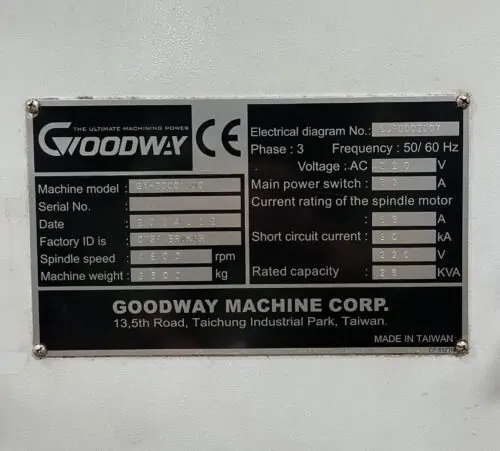 THE ULTIMATE MACHINING POWER
GOODWAY
CE
Machine model :
Serial No. :
Date :
Factory ID is :
Spindle speed : rpm
Machine weight : kg
Electrical diagram No.:
Phase : 3 Frequency : 50/ 60 Hz
Voltage : AC 220 V
Main power switch : A
Current rating of the spindle motor
: A
Short circuit current : kA
: 220 V
Rated capacity : KVA
GOODWAY MACHINE CORP.
13,5th Road, Taichung Industrial Park, Taiwan.
MADE IN TAIWAN